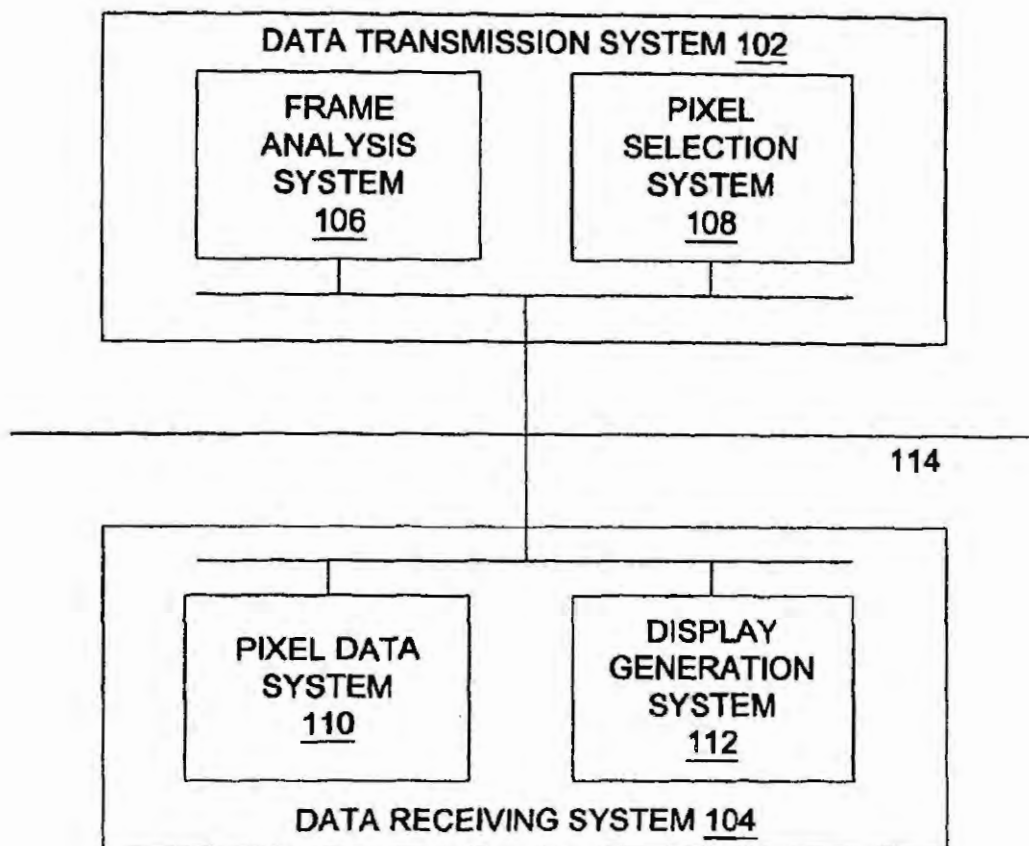 DATA TRANSMISSION SYSTEM 102
FRAME
ANALYSIS
SYSTEM
106
PIXEL
SELECTION
SYSTEM
108
114
PIXEL DATA
SYSTEM
110
DISPLAY
GENERATION
SYSTEM
112
DATA RECEIVING SYSTEM 104